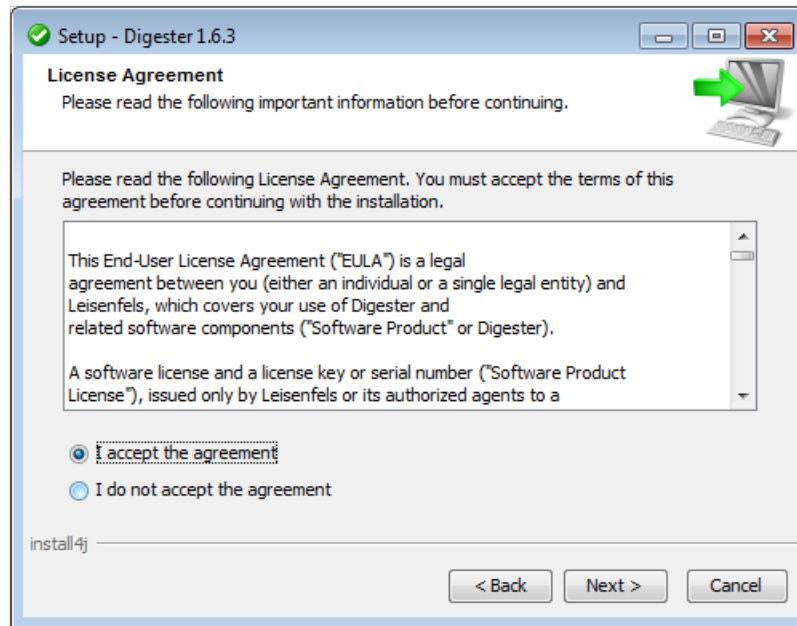 Setup - Digester 1.6.3
License Agreement
Please read the following important information before continuing.
Please read the following License Agreement. You must accept the terms of this
agreement before continuing with the installation.
This End-User License Agreement ("EULA") is a legal
agreement between you (either an individual or a single legal entity) and
Leisenfels, which covers your use of Digester and
related software components ("Software Product" or Digester).
A software license and a license key or serial number ("Software Product
License"), issued only by Leisenfels or its authorized agents to a
I accept the agreement
I do not accept the agreement
install4j
< Back
Next >
Cancel